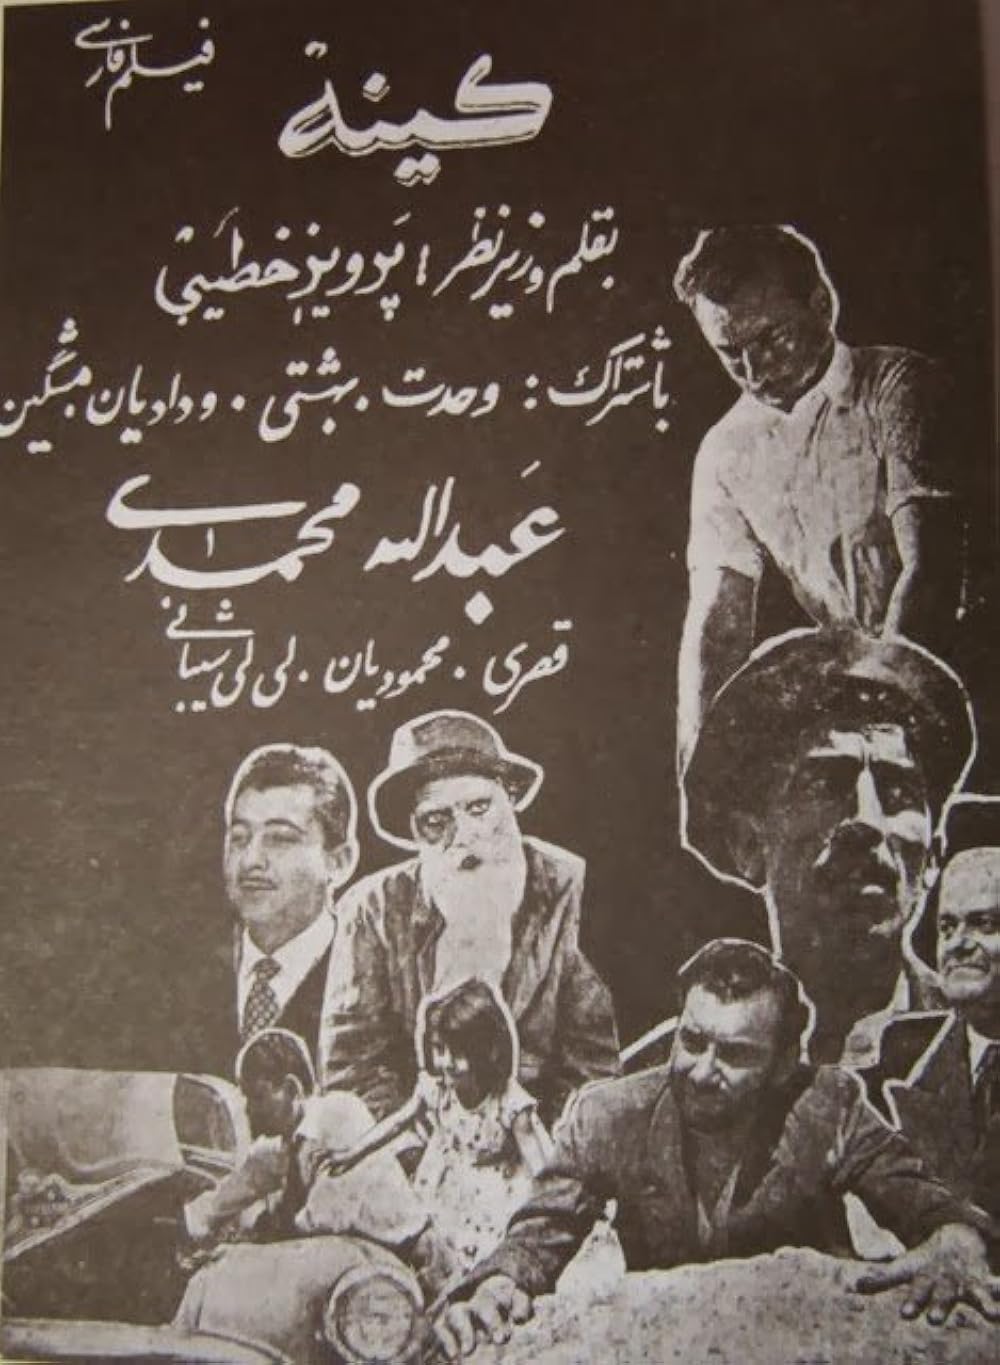 فیلم فارسی
کینه
بقلم و زیر نظر: پرویز خطیبی
باشتراک: وحدت . بهشتی . ودادیان . مشگین
عبدالله محمدی
قصری . محمودیان . لی لی شیبانی